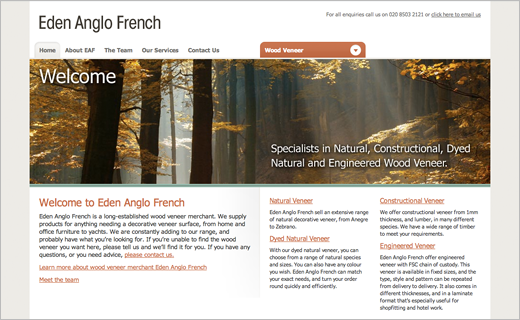 For all enquiries call us on 020 8503 2121 or click here to email us
Eden Anglo French
Home
About EAF
The Team
Our Services
Contact Us
Wood Veneer
Welcome
Specialists in Natural, Constructional, Dyed
Natural and Engineered Wood Veneer.
Welcome to Eden Anglo French
Eden Anglo French is a long-established wood veneer merchant. We supply
products for anything needing a decorative veneer surface, from home and
office furniture to yachts. We are constantly adding to our range, and
probably have what you're looking for. If you're unable to find the wood
veneer you want here, please tell us and we'll find it for you. If you have any
questions, or you need advice, please contact us.
Learn more about wood veneer merchant Eden Anglo French
Meet the team
Natural Veneer
Eden Anglo French sell an extensive
range of natural decorative veneer, from Anegre
to Zebrano.
Dyed Natural Veneer
With our dyed natural veneer, you can
choose from a range of natural species
and sizes. You can also have any colour
you wish. Eden Anglo French can match
your exact needs, and turn your order
round quickly and efficiently.
Constructional Veneer
We offer constructional veneer from 1mm
thickness, and lumber, in many different
species. We have a wide range of timber
to meet your requirements.
Engineered Veneer
Eden Anglo French offer engineered
veneer with FSC chain of custody. This
veneer is available in fixed sizes, and the
type, style and pattern can be repeated
from delivery to delivery. It also comes in
different thicknesses, and in a laminate
format that's especially useful for
shopfitting and hotel work.